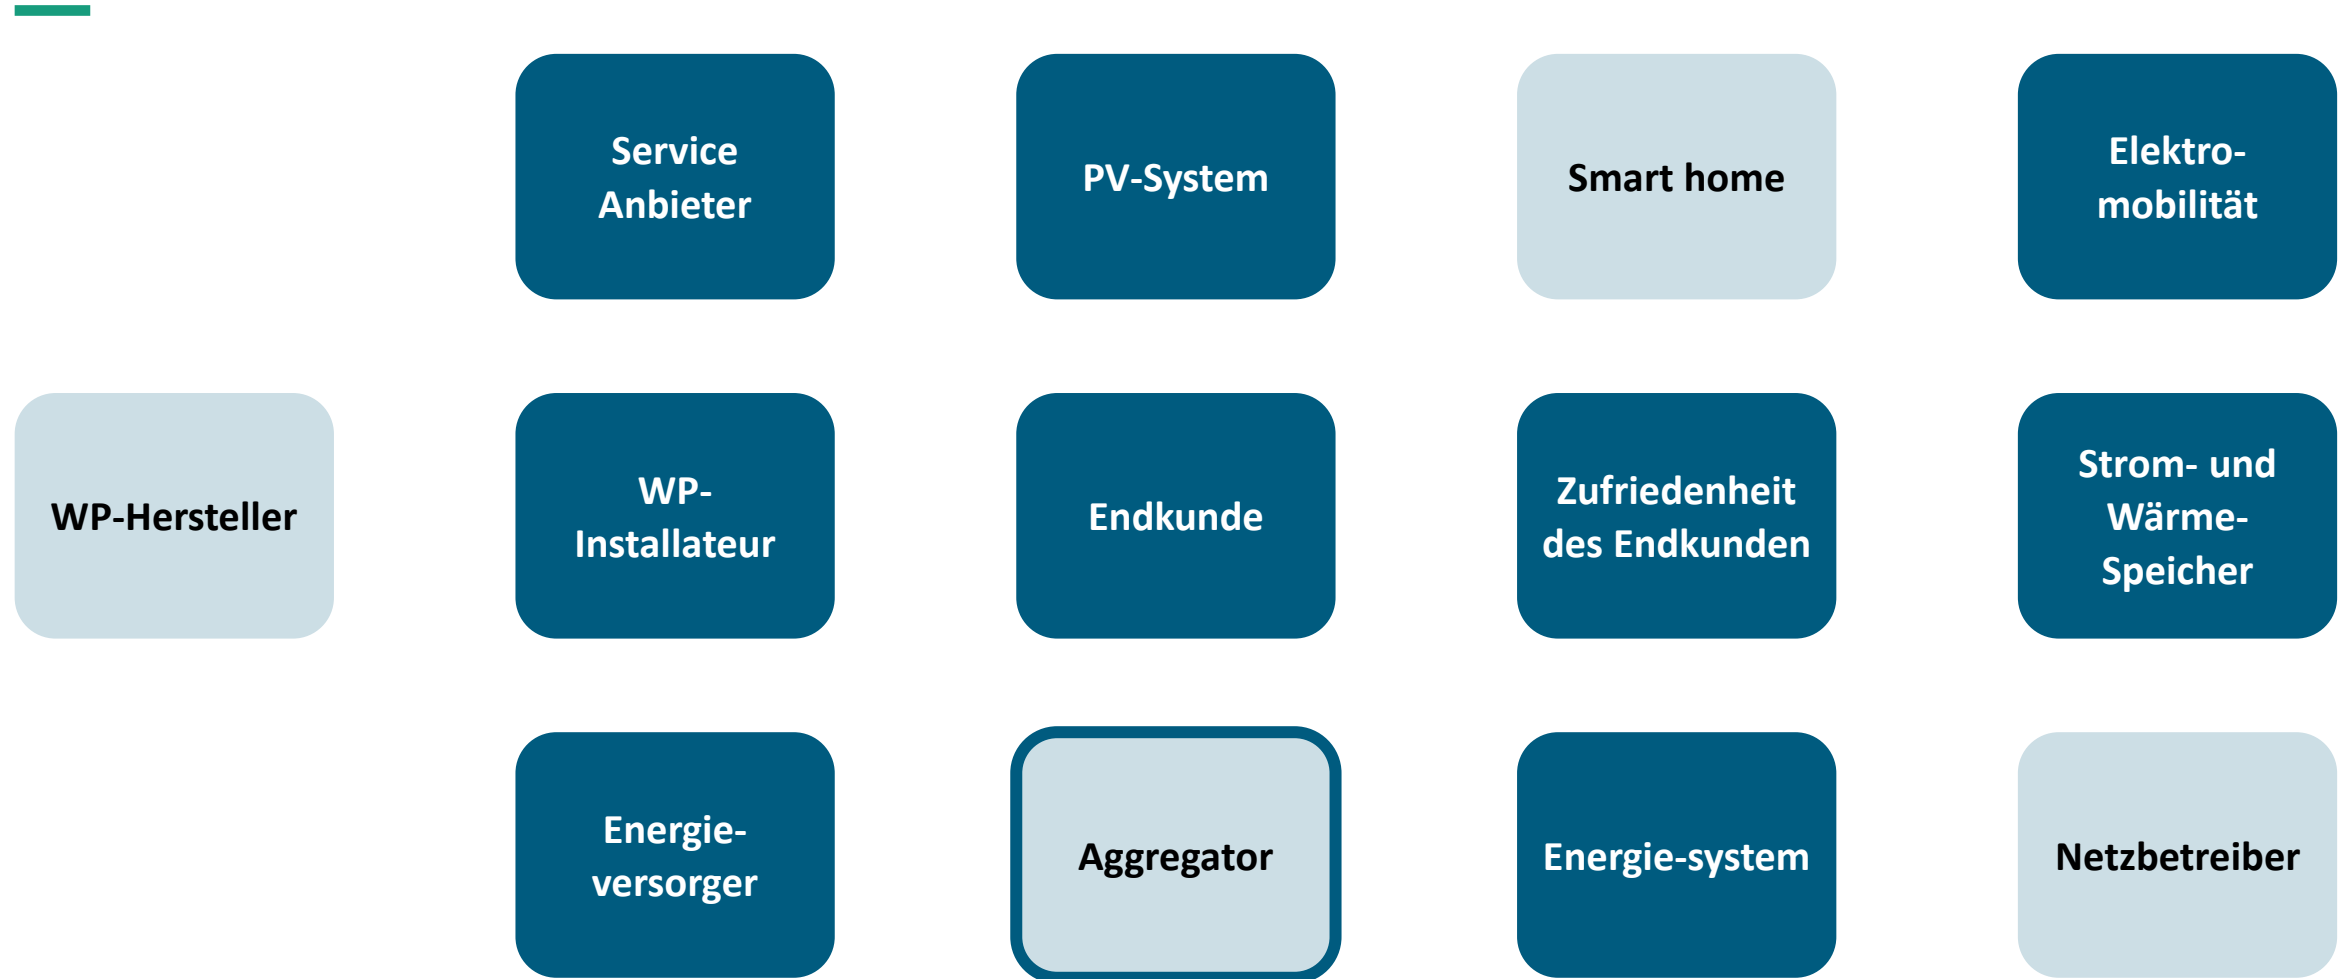 Service
Anbieter
PV-System
Smart home
Elektro-
mobilität
WP-Hersteller
WP-
Installateur
Endkunde
Zufriedenheit
des Endkunden
Strom- und
Wärme-
Speicher
Energie-
versorger
Aggregator
Energie-system
Netzbetreiber